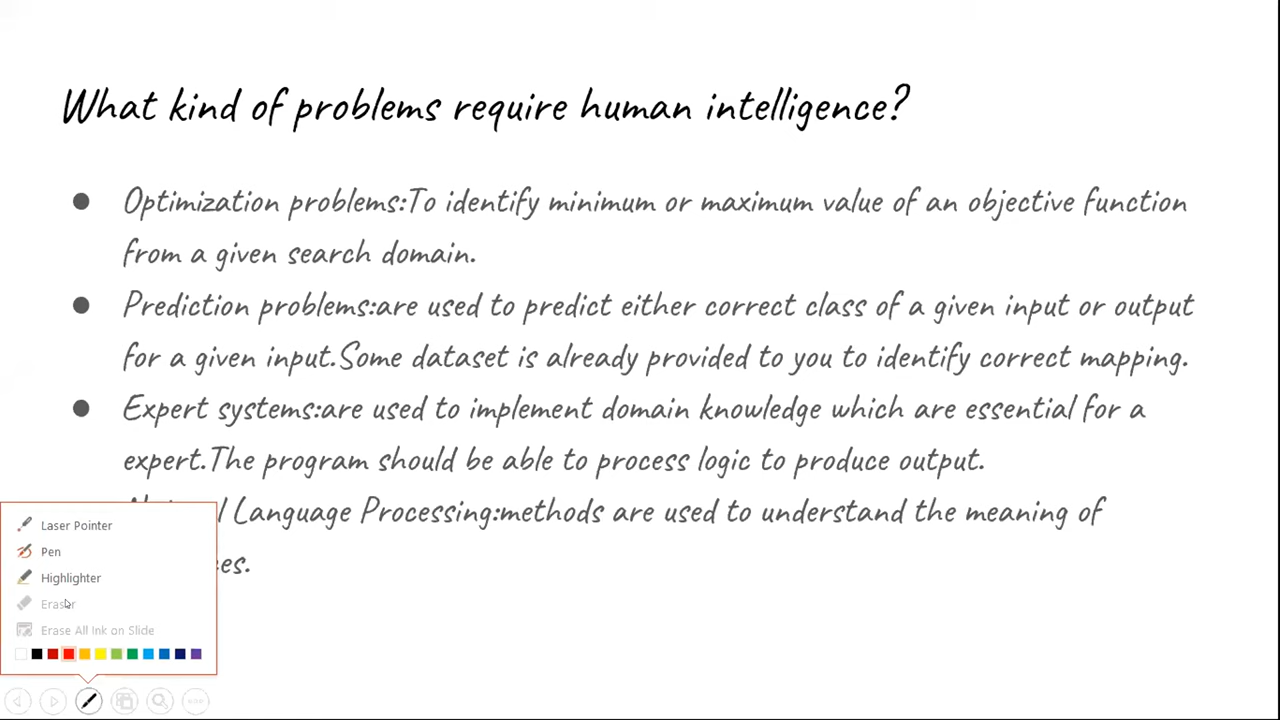 What kind of problems require human intelligence?
Optimization problems:To identify minimum or maximum value of an objective function
from a given search domain.
Prediction problems:are used to predict either correct class of a given input or output
for a given input.Some dataset is already provided to you to identify correct mapping.
Expert systems:are used to implement domain knowledge which are essential for a
expert.The program should be able to process logic to produce output.
Language Processing:methods are used to understand the meaning of
Laser Pointer
Pen
Highlighter
Eraser
Erase All Ink on Slide